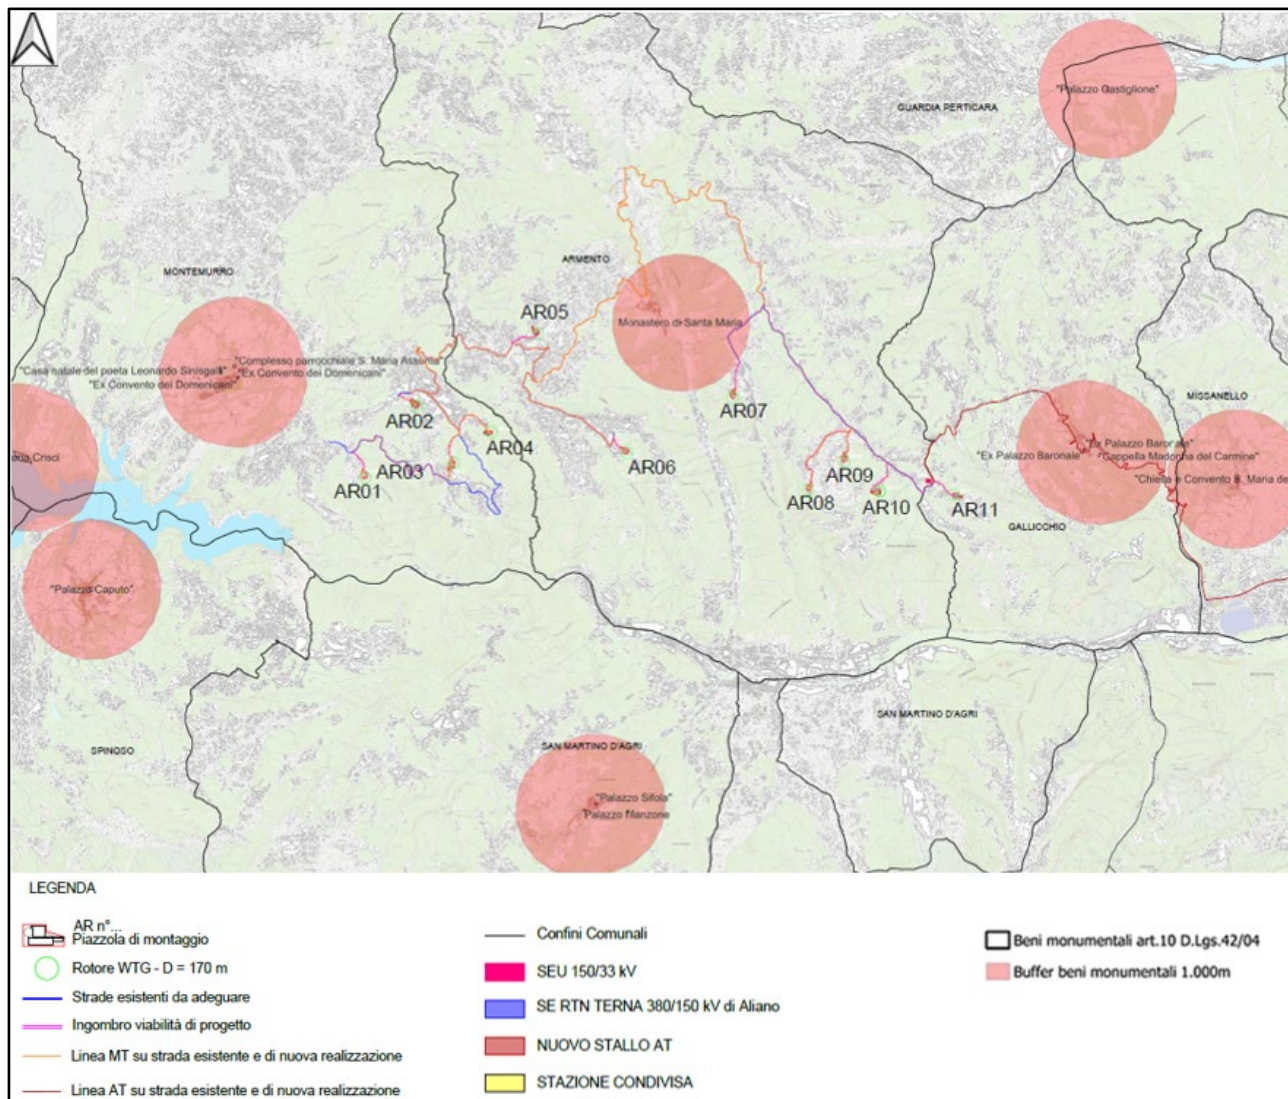 "Palazzo Gastiglione"
GUARDIA PERTICARA
ARMENTO
MONTEMURRO
Monastero di Santa Maria
AR05
"Complesso parrocchiale S. Maria Assunta"
"Casa natale del poeta Leonardo Sinisgalli"
"Ex Convento dei Domenicani"
"Ex Convento dei Domenicani"
AR02
AR07
MISSANELLO
AR04
"Ex Palazzo Baronale"
"Ex Palazzo Baronale"
"Cappella Madonna del Carmine"
Crisci
AR03
AR06
AR09
AR01
"Chiesa e Convento S. Maria de
AR08
AR10
AR11
GALLICCHIO
"Palazzo Caputo"
SAN MARTINO D'AGRI
SPINOSO
SAN MARTINO D'AGRI
"Palazzo Sifola"
"Palazzo Manzone
LEGENDA
AR n°...
Piazzola di montaggio
Rotore WTG - D = 170 m
Strade esistenti da adeguare
Ingombro viabilità di progetto
Linea MT su strada esistente e di nuova realizzazione
Linea AT su strada esistente e di nuova realizzazione
Confini Comunali
SEU 150/33 kV
SE RTN TERNA 380/150 kV di Aliano
NUOVO STALLO AT
STAZIONE CONDIVISA
Beni monumentali art.10 D.Lgs.42/04
Buffer beni monumentali 1.000m